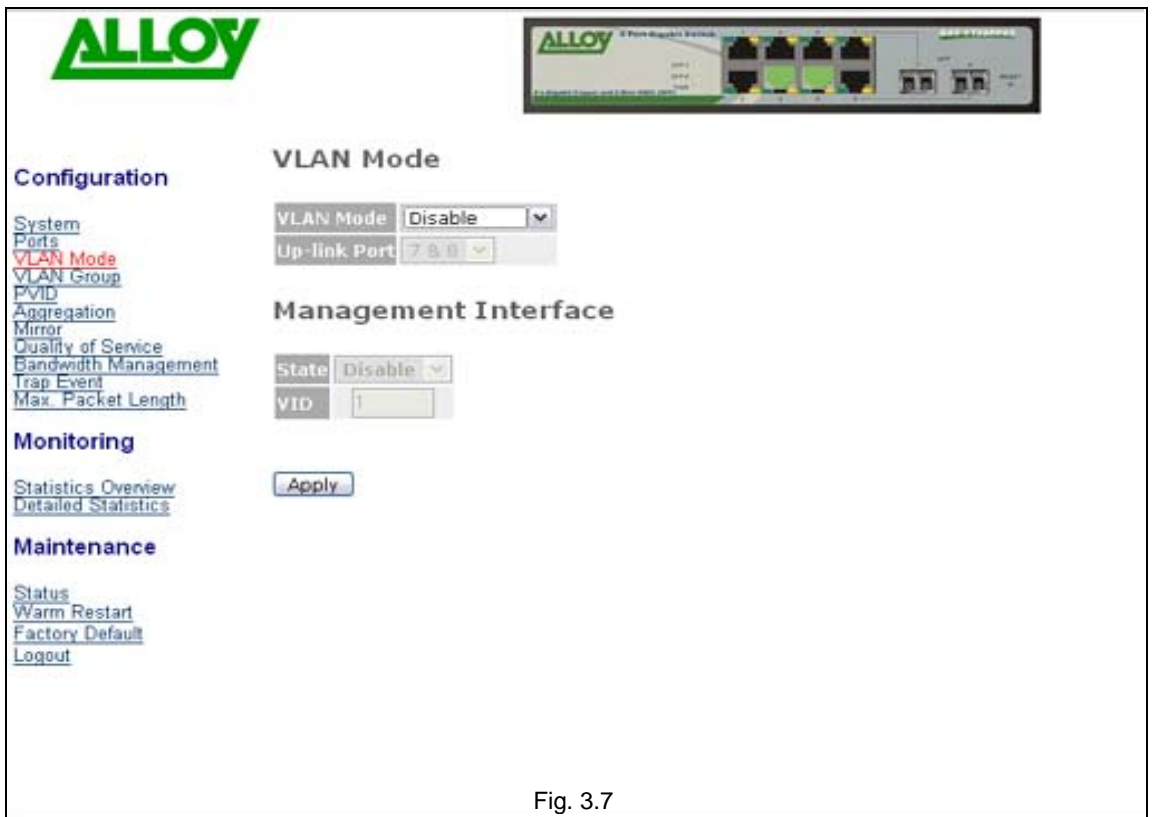 ALLOY
ALLOY
Configuration
System
Ports
VLAN Mode
VLAN Group
PVID
Aggregation
Mirror
Quality of Service
Bandwidth Management
Trap Event
Max. Packet Length
Monitoring
Statistics Overview
Detailed Statistics
Maintenance
Status
Warm Restart
Factory Default
Logout
VLAN Mode
VLAN Mode Disable
Up-link Port 7 & 8
Management Interface
State Disable
VID 1
Apply
Fig. 3.7